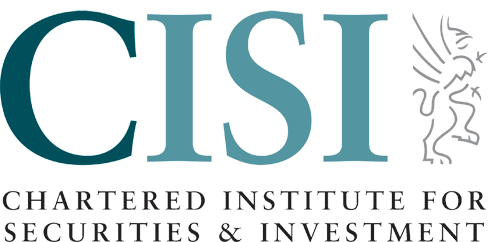 CISI
CHARTERED INSTITUTE FOR
SECURITIES & INVESTMENT